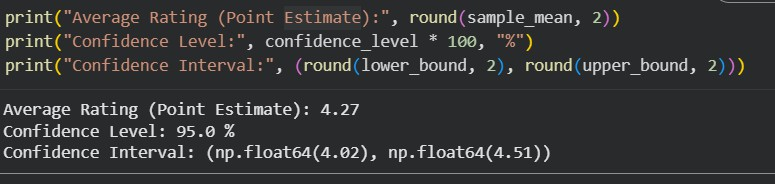 print("Average Rating (Point Estimate):", round(sample_mean, 2))
print("Confidence Level:", confidence_level * 100, "%")
print("Confidence Interval:", (round(lower_bound, 2), round(upper_bound, 2)))
Average Rating (Point Estimate): 4.27
Confidence Level: 95.0 %
Confidence Interval: (np.float64(4.02), np.float64(4.51))